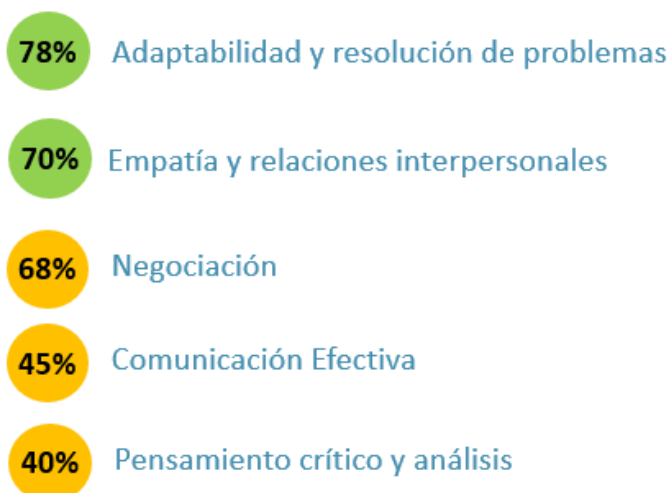 78% Adaptabilidad y resolución de problemas
70% Empatía y relaciones interpersonales
68% Negociación
45% Comunicación Efectiva
40% Pensamiento crítico y análisis